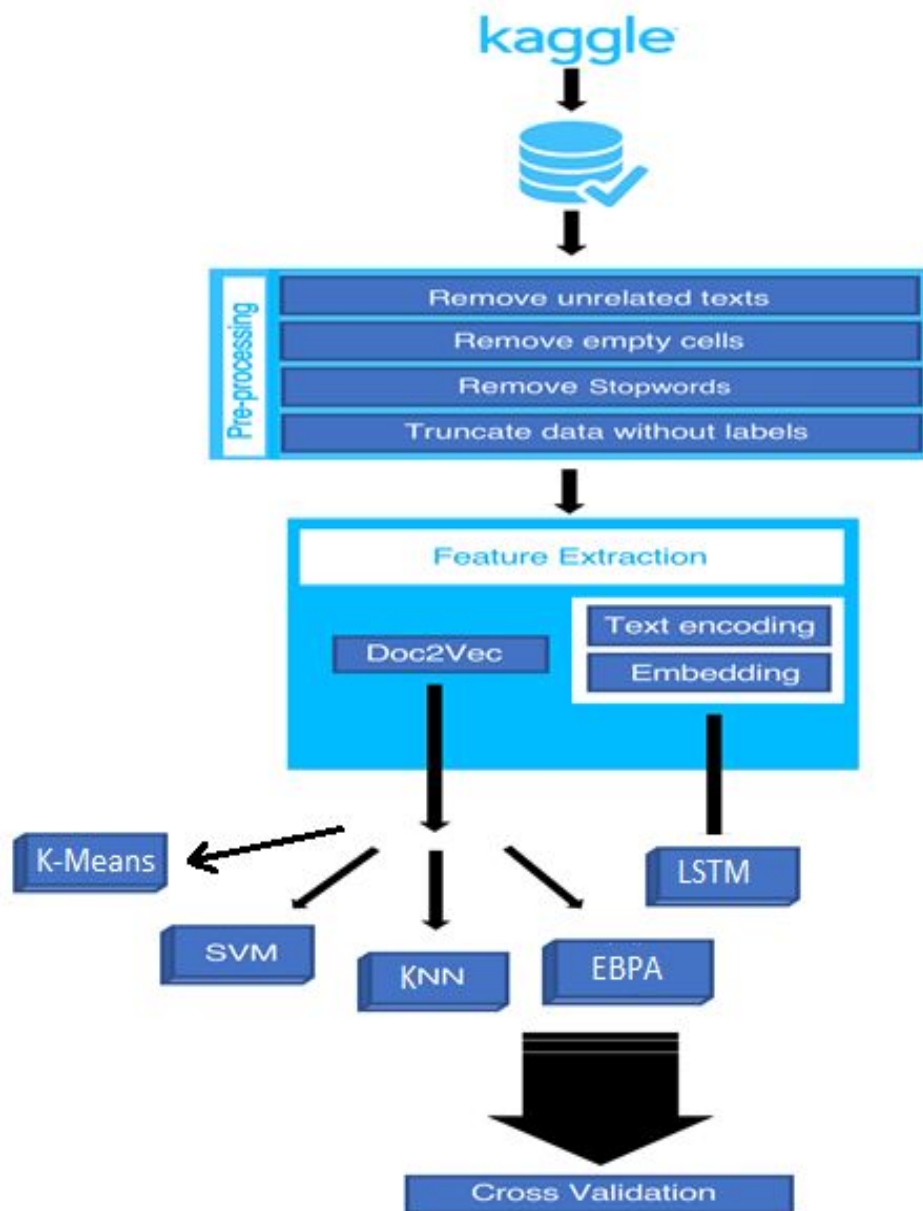 kaggle
Pre-processing
Remove unrelated texts
Remove empty cells
Remove Stopwords
Truncate data without labels
Feature Extraction
Doc2Vec
Text encoding
Embedding
K-Means
SVM
KNN
EBPA
LSTM
Cross Validation